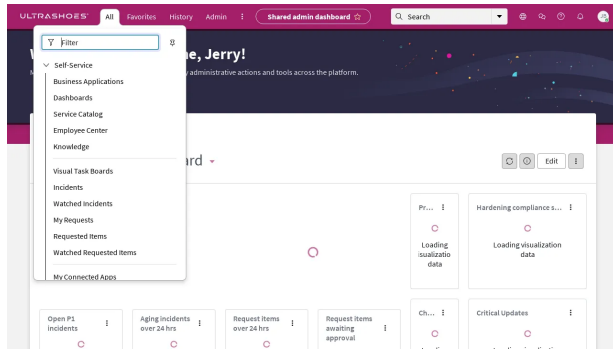 ULTRASHOES
All
Favorites
History
Admin
Shared admin dashboard
Search
Filter
Self-Service
Business Applications
Dashboards
Service Catalog
Employee Center
Knowledge
Visual Task Boards
Incidents
Watched Incidents
My Requests
Requested Items
Watched Requested Items
My Connected Apps
e, Jerry!
administrative actions and tools across the platform.
Edit
Pr...
Loading
data
Hardening compliance s...
Loading visualization
data
Open P1
incidents
Aging incidents
over 24 hrs
Request items
over 24 hrs
Request items
awaiting
approval
Ch...
Critical Updates